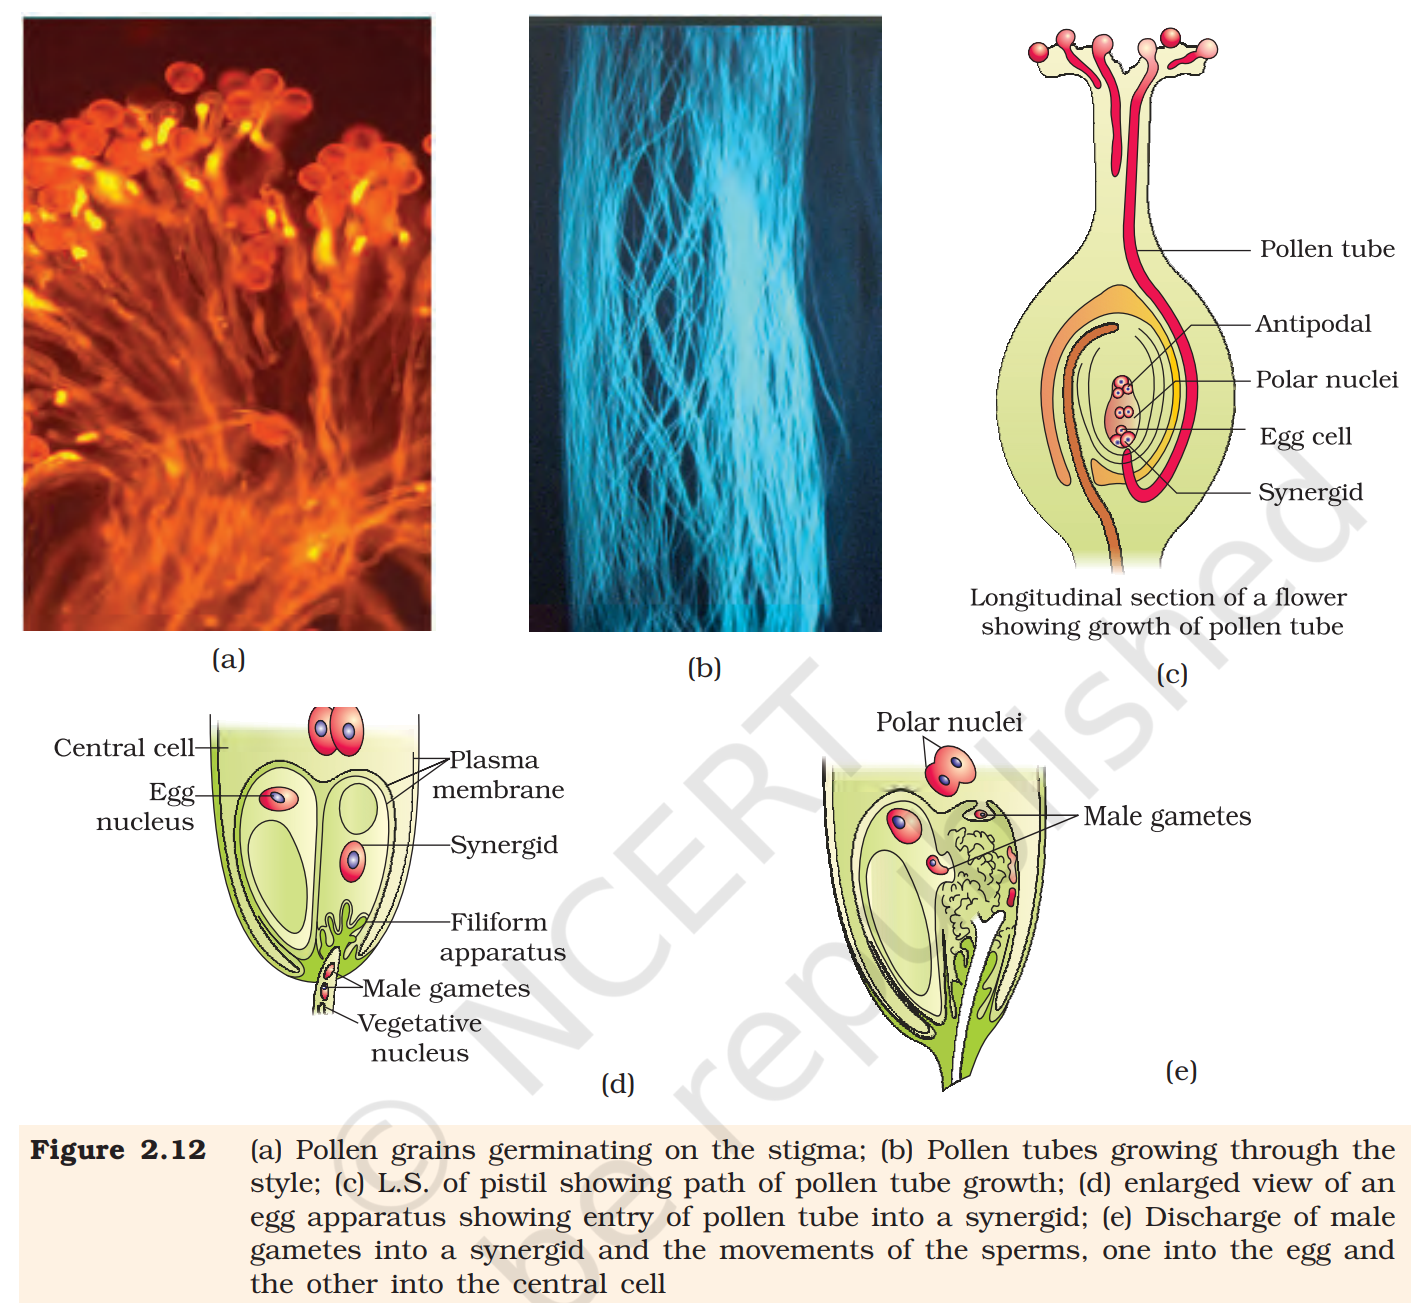 Pollen tube
Antipodal
Polar nuclei
Egg cell
Synergid
Longitudinal section of a flower
showing growth of pollen tube
(a)
(b)
(c)
Central cell
Egg
nucleus
Plasma
membrane
Synergid
Filiform
apparatus
Male gametes
Vegetative
nucleus
(d)
Polar nuclei
Male gametes
(e)
© NCERT
be republished
Figure 2.12 (a) Pollen grains germinating on the stigma; (b) Pollen tubes growing through the
style; (c) L.S. of pistil showing path of pollen tube growth; (d) enlarged view of an
egg apparatus showing entry of pollen tube into a synergid; (e) Discharge of male
gametes into a synergid and the movements of the sperms, one into the egg and
the other into the central cell